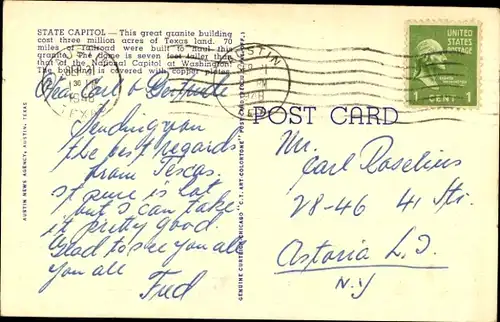 STATE CAPITOL—This great granite building
cost three million acres of Texas land. 70
miles of railroad were built to haul this
granite. The dome is seven feet taller than
that of the National Capitol at Washington.
The building is covered with copper plates.
Dear Carl & Gertrude
Sending you
the best regards
from Texas.
It pure is hot
but I can take
it pretty good.
Glad to see you all
you all
Fred
AUSTIN NEWS AGENCY, AUSTIN, TEXAS
GENUINE CURTEICH-CHICAGO "C.T. ART-COLORTONE" POST CARD
AUSTIN
PM
UNITED STATES
POSTAGE
1 CENT 1
POST CARD
Mr.
Carl Roselius
28-46 41 Str.
Astoria L.I.
N.Y